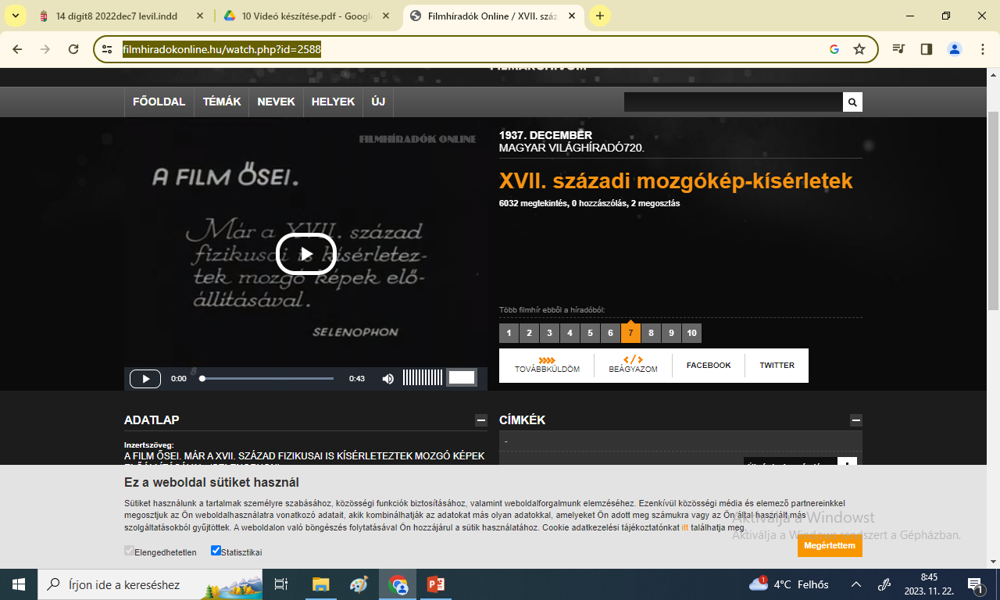 14 digit8 2022dec7 levil.indd
10 Videó készítése.pdf - Google
Filmhíradók Online / XVII. száz
filmhiradokonline.hu/watch.php?id=2588
FILMARCHÍVUM
FŐOLDAL TÉMÁK NEVEK HELYEK ÚJ
FILMHÍRADÓK ONLINE
A FILM ŐSEI.
Már a XVII. század
fizikusai is kísérletez-
tek mozgó képek elő-
állításával.
SELENOPHON
0:00 0:43
1937. DECEMBER
MAGYAR VILÁGHÍRADÓ720.
XVII. századi mozgókép-kísérletek
6032 megtekintés, 0 hozzászólás, 2 megosztás
Több filmhír ebből a híradóból:
1 2 3 4 5 6 7 8 9 10
TOVÁBBKÜLDÖM BEÁGYAZOM FACEBOOK TWITTER
ADATLAP
Inzertszöveg:
A FILM ŐSEI. MÁR A XVII. SZÁZAD FIZIKUSAI IS KÍSÉRLETEZTEK MOZGÓ KÉPEK
CÍMKÉK
-
Ez a weboldal sütiket használ
Sütiket használunk a tartalmak személyre szabásához, közösségi funkciók biztosításához, valamint weboldalforgalmunk elemzéséhez. Ezenkívül közösségi média és elemező partnereinkkel
megosztjuk az Ön weboldalhasználatra vonatkozó adatait, akik kombinálhatják az adatokat más olyan adatokkal, amelyeket Ön adott meg számukra vagy az Ön által használt más
szolgáltatásokból gyűjtöttek. A weboldalon való böngészés folytatásával Ön hozzájárul a sütik használatához. Cookie adatkezelési tájékoztatónkat itt találhatja meg.
Elengedhetetlen Statisztikai
Megértettem
Aktiválja a Windowst
Aktiválja a Windows rendszert a Gépházban.
Írjon ide a kereséshez
1
4°C Felhős
8:45
2023. 11. 22.
1